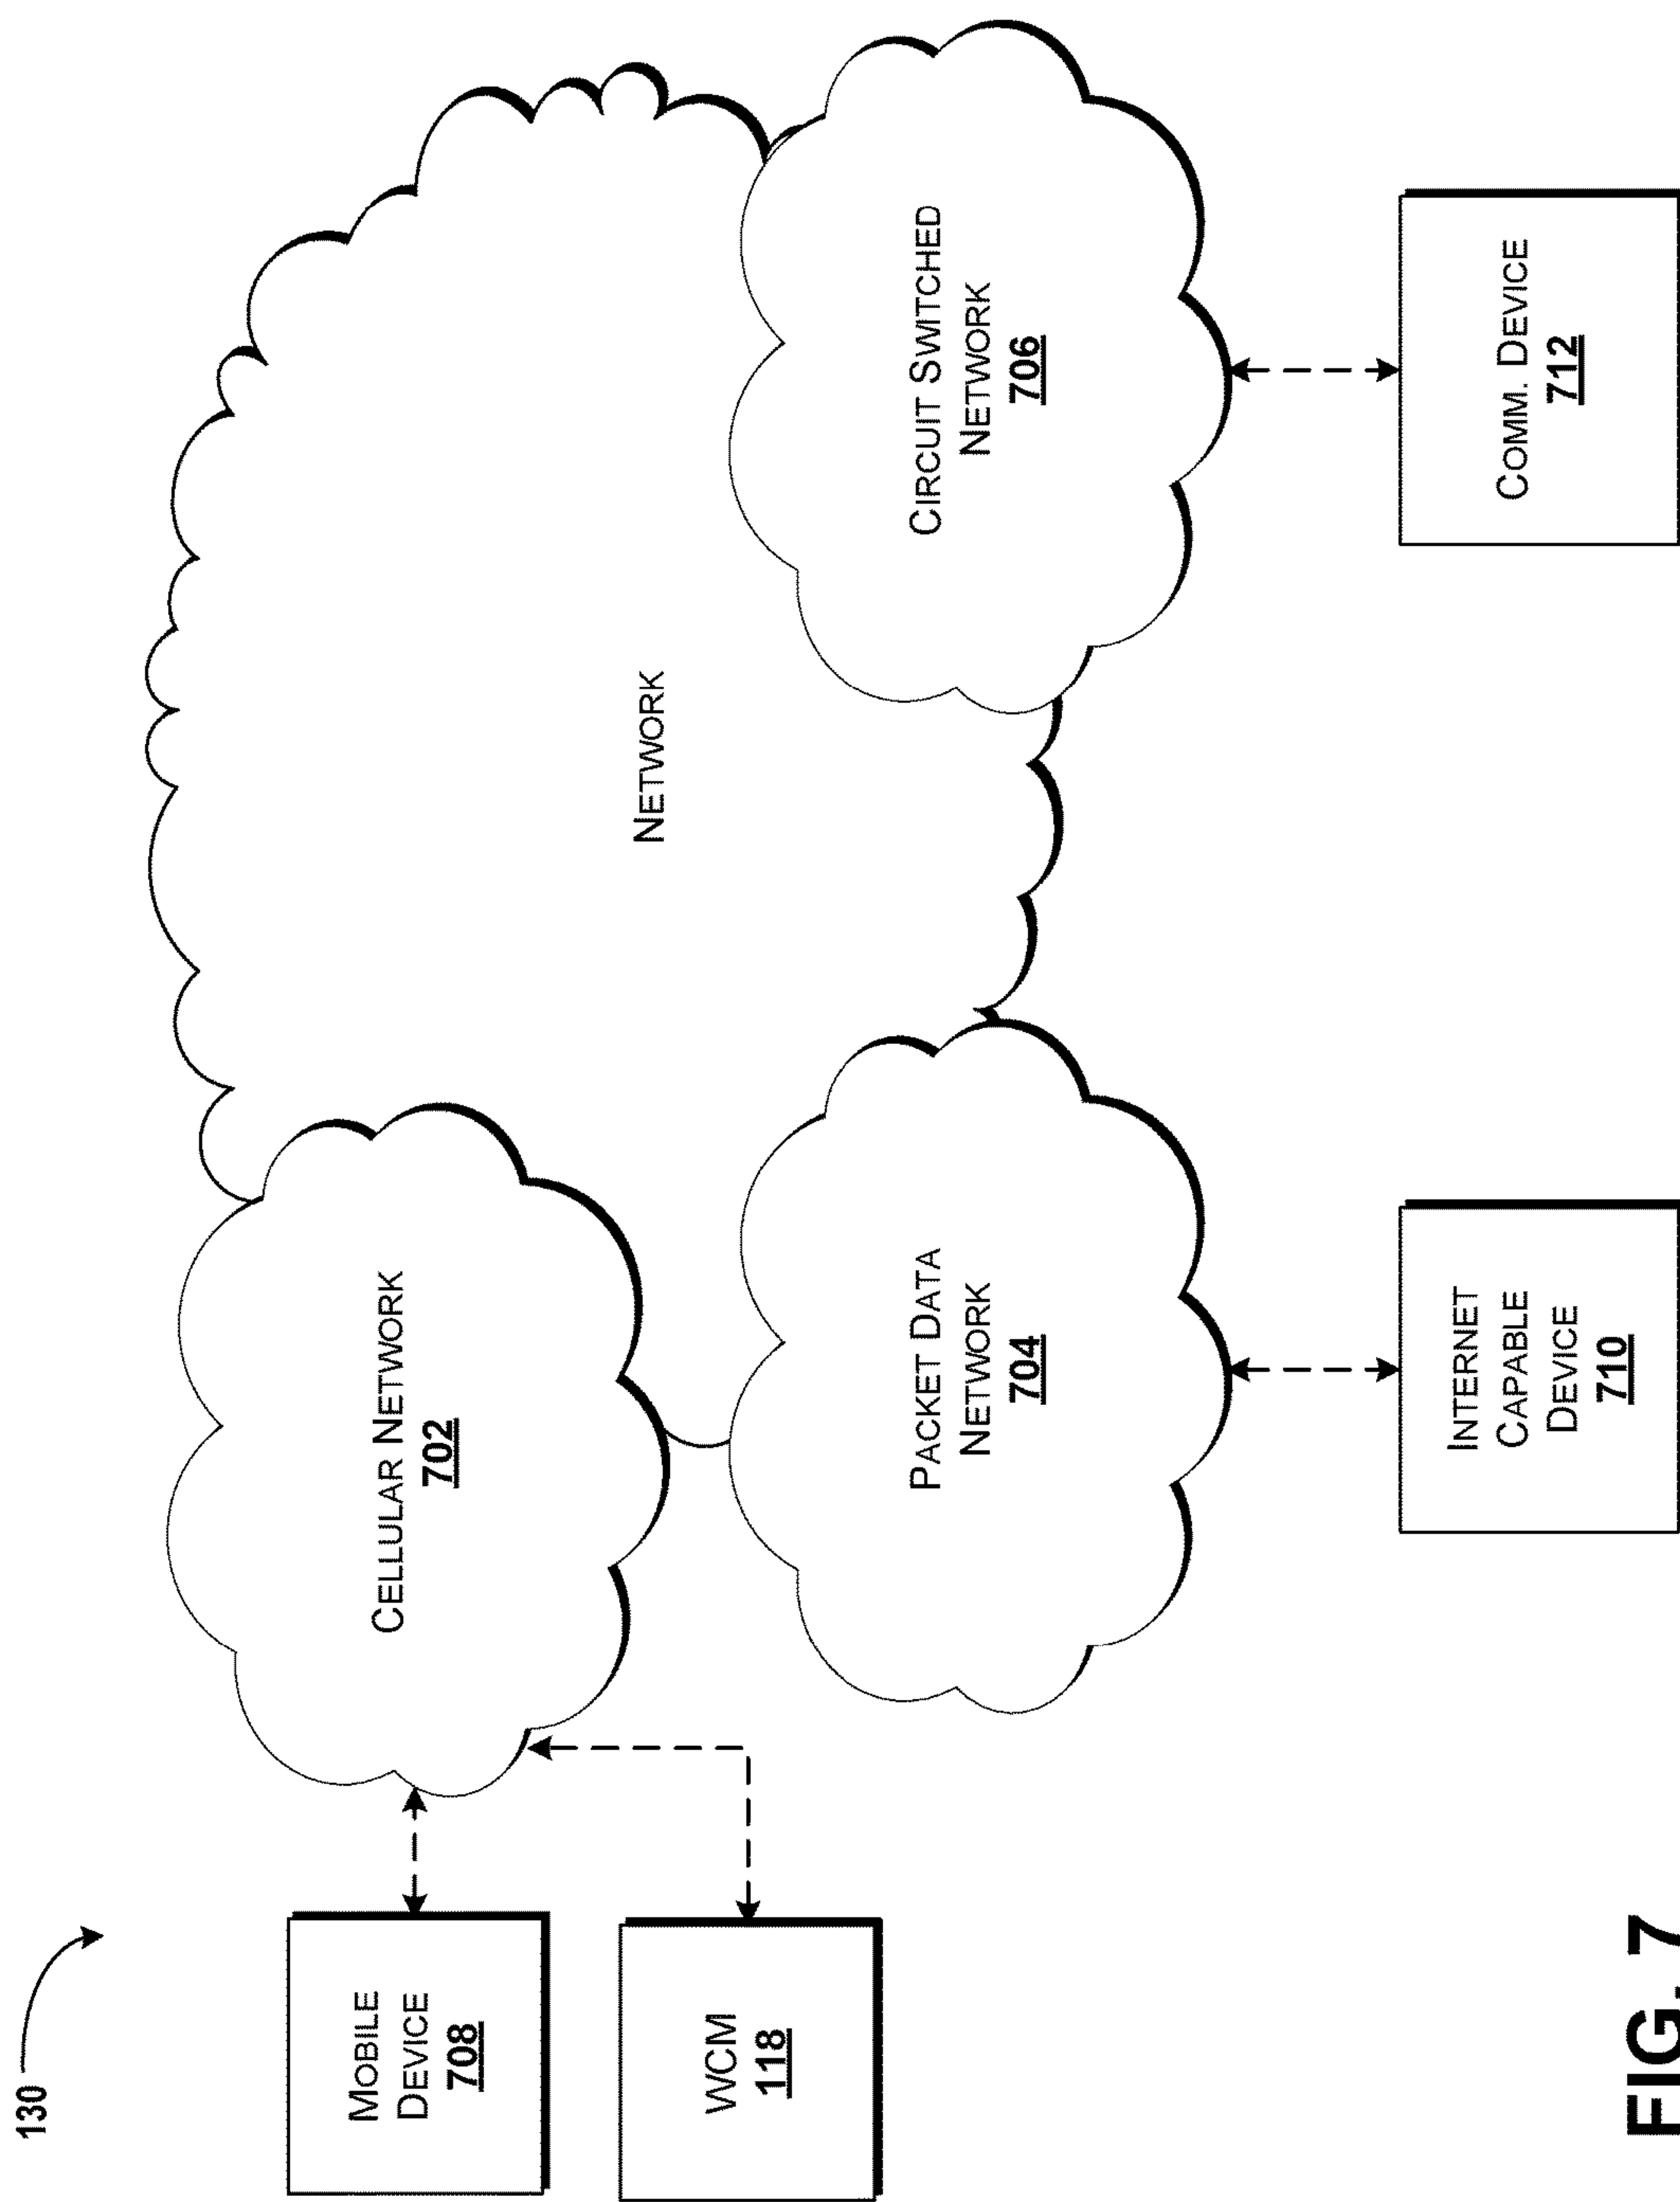 130
MOBILE
DEVICE
708
WCM
118
CELLULAR NETWORK
702
NETWORK
PACKET DATA
NETWORK
704
CIRCUIT SWITCHED
NETWORK
706
INTERNET
CAPABLE
DEVICE
710
COMM. DEVICE
712
FIG. 7